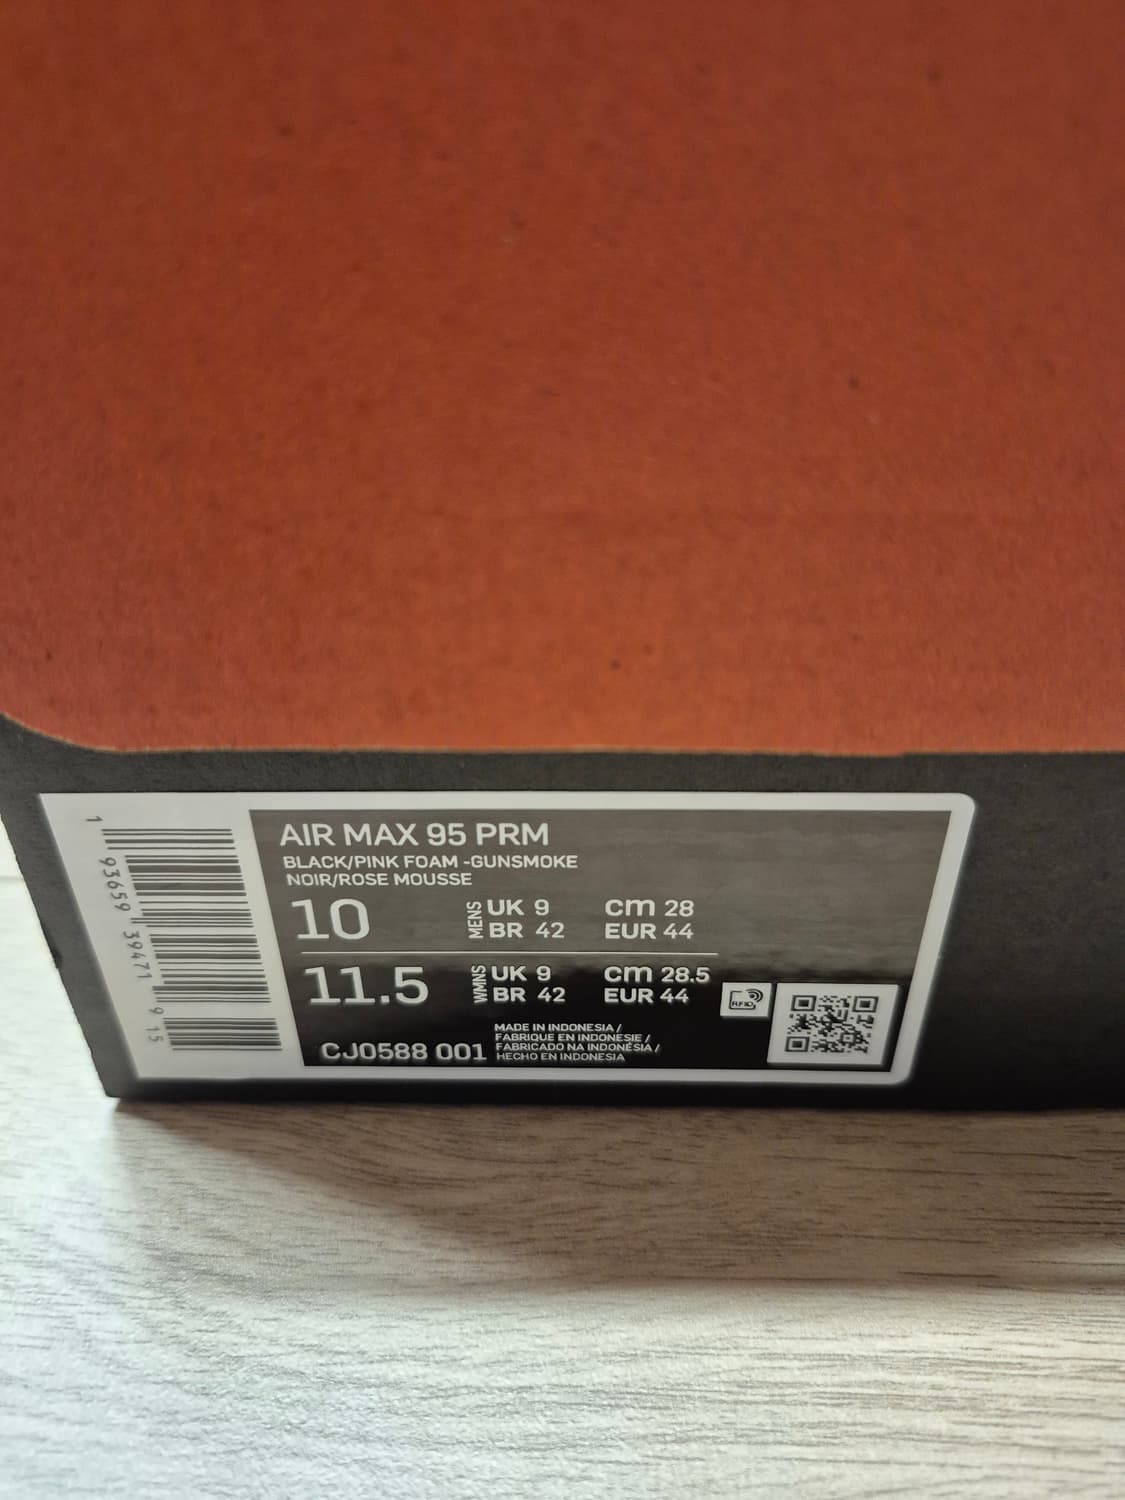 AIR MAX 95 PRM
BLACK/PINK FOAM -GUNSMOKE
NOIR/ROSE MOUSSE
10 MENS UK 9 cm 28
BR 42 EUR 44
11.5 WMNS UK 9 cm 28.5
BR 42 EUR 44
RFID
CJ0588 001
MADE IN INDONESIA /
FABRIQUE EN INDONESIE /
FABRICADO NA INDONÉSIA /
HECHO EN INDONESIA
1 93659 39471 9 15